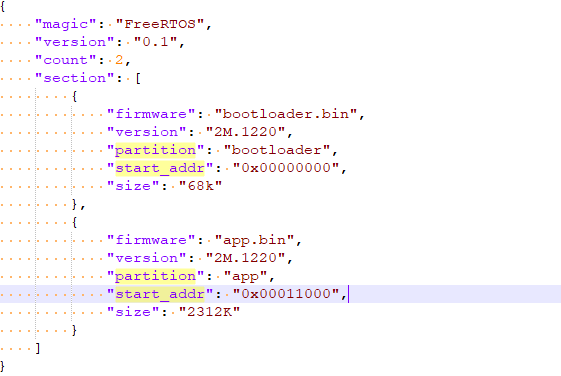 {
    "magic": "FreeRTOS",
    "version": "0.1",
    "count": 2,
    "section": [
        {
            "firmware": "bootloader.bin",
            "version": "2M.1220",
            "partition": "bootloader",
            "start_addr": "0x00000000",
            "size": "68k"
        },
        {
            "firmware": "app.bin",
            "version": "2M.1220",
            "partition": "app",
            "start_addr": "0x00011000",
            "size": "2312K"
        }
    ]
}